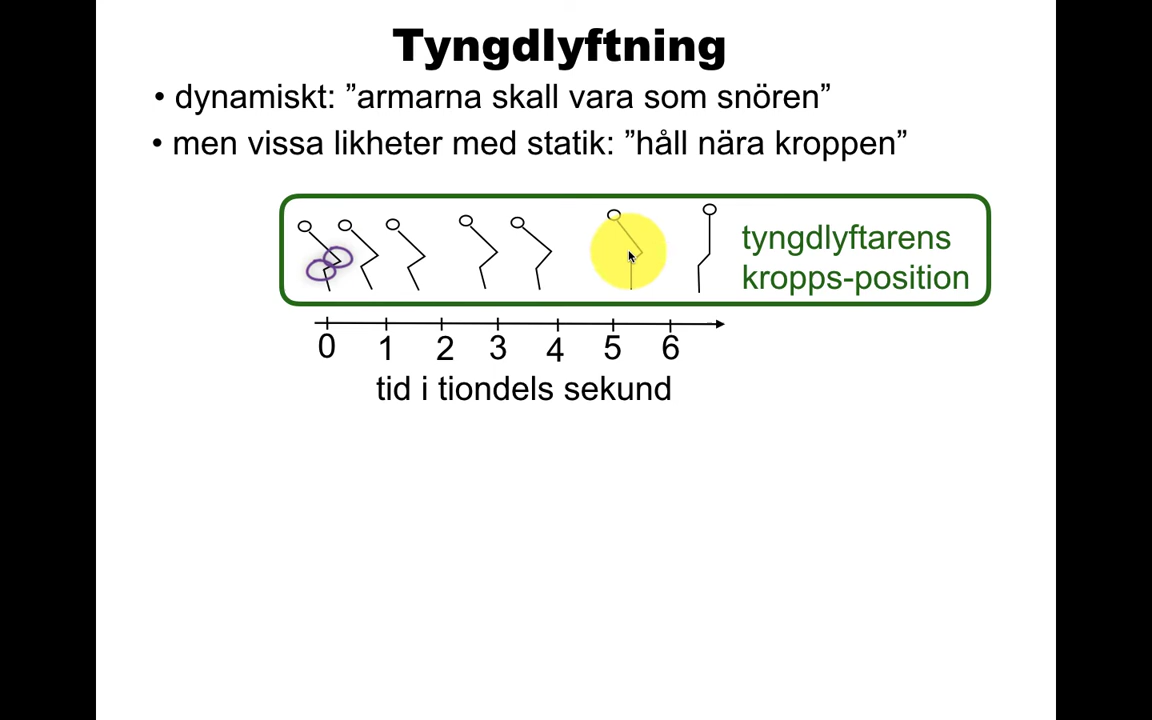 Tyngdlyftning
• dynamiskt: ”armarna skall vara som snören”
• men vissa likheter med statik: ”håll nära kroppen”
tyngdlyftarens
kropps-position
0 1 2 3 4 5 6
tid i tiondels sekund